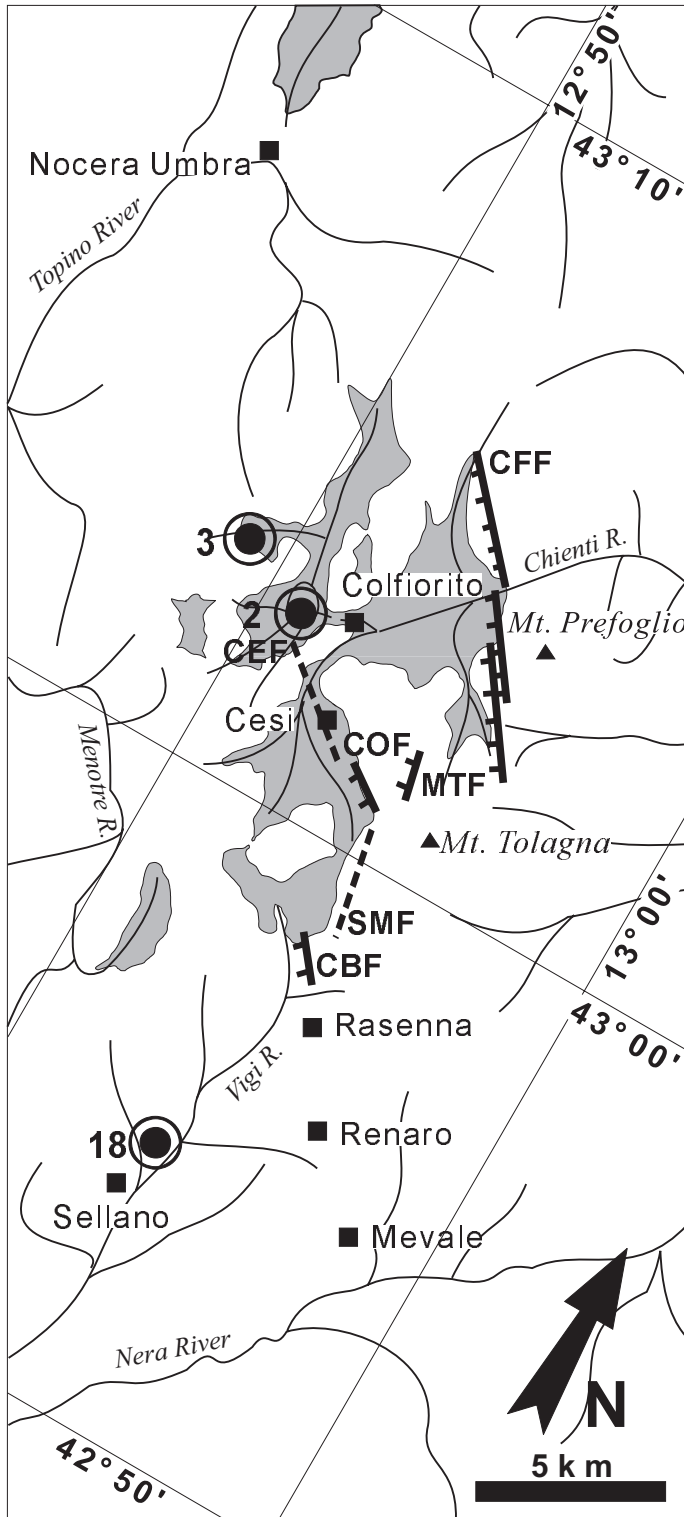 12°50'
43°10'
Nocera Umbra
Topino River
CFF
3
Chienti R.
Colfiorito
2
Mt. Prefoglio
CEF
Cesi
COF
Menotre R.
MTF
Mt. Tolagna
13°00'
SMF
CBF
43°00'
Rasenna
Vigi R.
18
Renaro
Sellano
Mevale
Nera River
N
42°50'
5 km